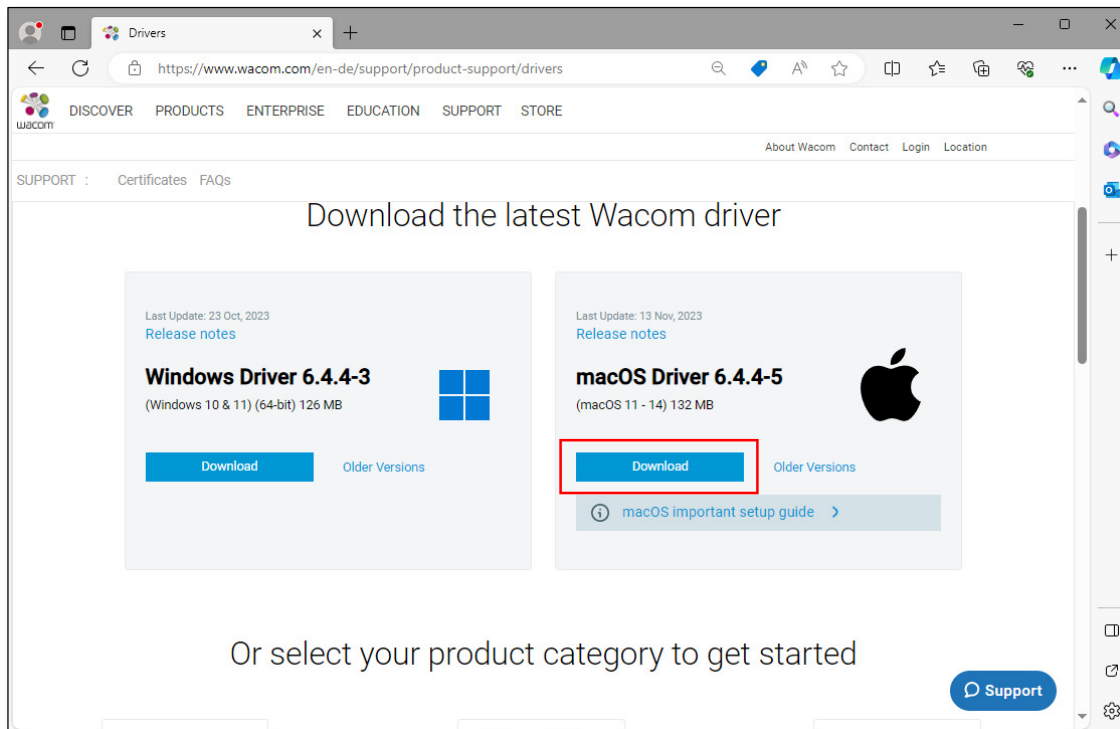 Drivers
https://www.wacom.com/en-de/support/product-support/drivers
wacom
DISCOVER PRODUCTS ENTERPRISE EDUCATION SUPPORT STORE
About Wacom Contact Login Location
SUPPORT : Certificates FAQs
Download the latest Wacom driver
Last Update: 23 Oct, 2023
Release notes
Windows Driver 6.4.4-3
(Windows 10 & 11) (64-bit) 126 MB
Download Older Versions
Last Update: 13 Nov, 2023
Release notes
macOS Driver 6.4.4-5
(macOS 11 - 14) 132 MB
Download Older Versions
macOS important setup guide
Or select your product category to get started
Support